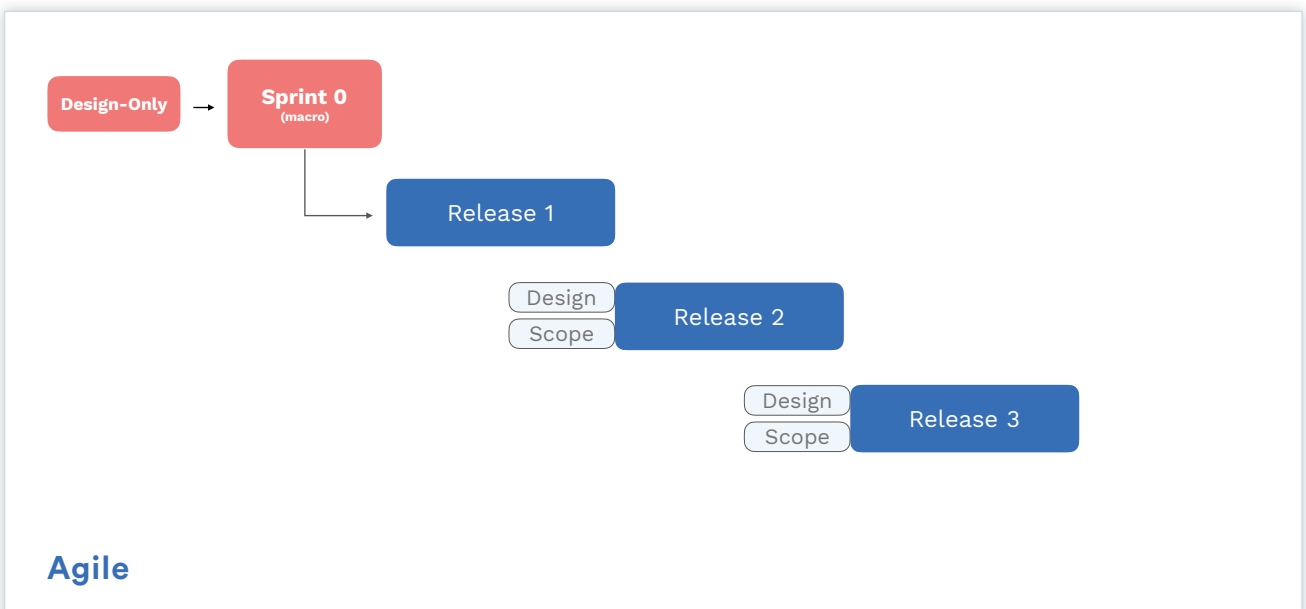 Design-Only
Sprint 0
(macro)
Release 1
Design
Scope
Release 2
Design
Scope
Release 3
Agile